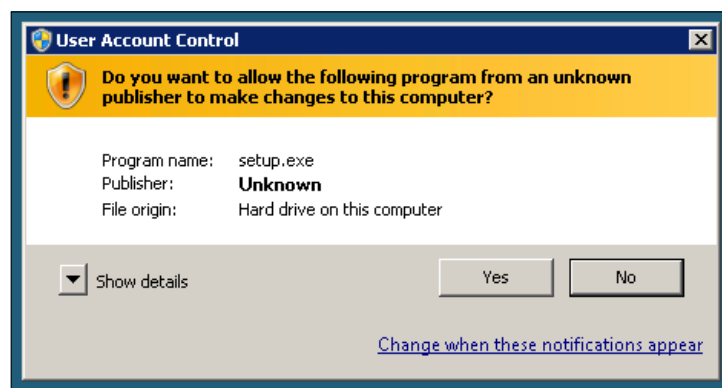 User Account Control
Do you want to allow the following program from an unknown
publisher to make changes to this computer?
Program name: setup.exe
Publisher: Unknown
File origin: Hard drive on this computer
Show details
Yes
No
Change when these notifications appear